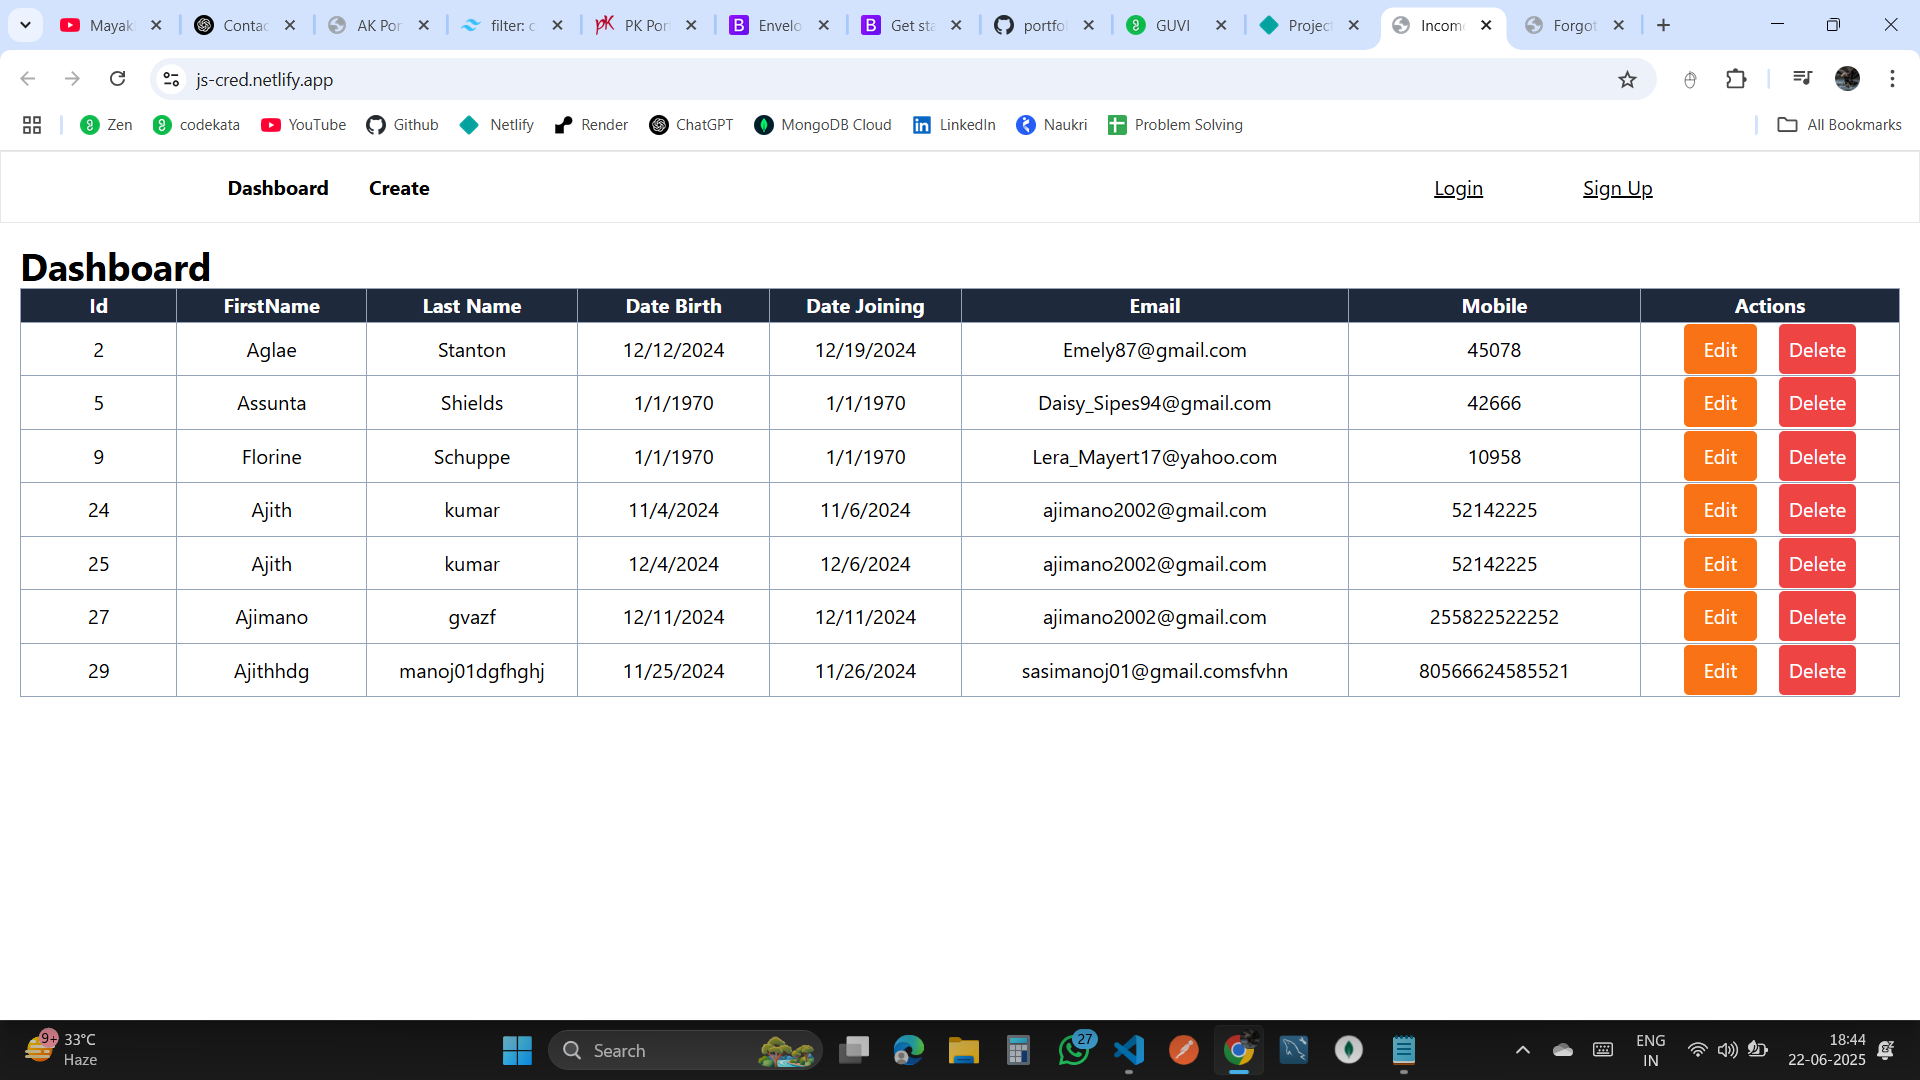 Mayak Contac AK Por filter: c PK Por Envelo Get sta portfol GUVI Project Income Forgot
js-cred.netlify.app
Zen codekata YouTube Github Netlify Render ChatGPT MongoDB Cloud LinkedIn Naukri Problem Solving All Bookmarks
Dashboard Create Login Sign Up
Dashboard
Id FirstName Last Name Date Birth Date Joining Email Mobile Actions
2 Aglae Stanton 12/12/2024 12/19/2024 Emely87@gmail.com 45078 Edit Delete
5 Assunta Shields 1/1/1970 1/1/1970 Daisy_Sipes94@gmail.com 42666 Edit Delete
9 Florine Schuppe 1/1/1970 1/1/1970 Lera_Mayert17@yahoo.com 10958 Edit Delete
24 Ajith kumar 11/4/2024 11/6/2024 ajimano2002@gmail.com 52142225 Edit Delete
25 Ajith kumar 12/4/2024 12/6/2024 ajimano2002@gmail.com 52142225 Edit Delete
27 Ajimano gvazf 12/11/2024 12/11/2024 ajimano2002@gmail.com 255822522252 Edit Delete
29 Ajithhdg manoj01dgfhghj 11/25/2024 11/26/2024 sasimanoj01@gmail.comsfvhn 80566624585521 Edit Delete
9+ 33°C Search 27 ENG 18:44
Haze IN 22-06-2025